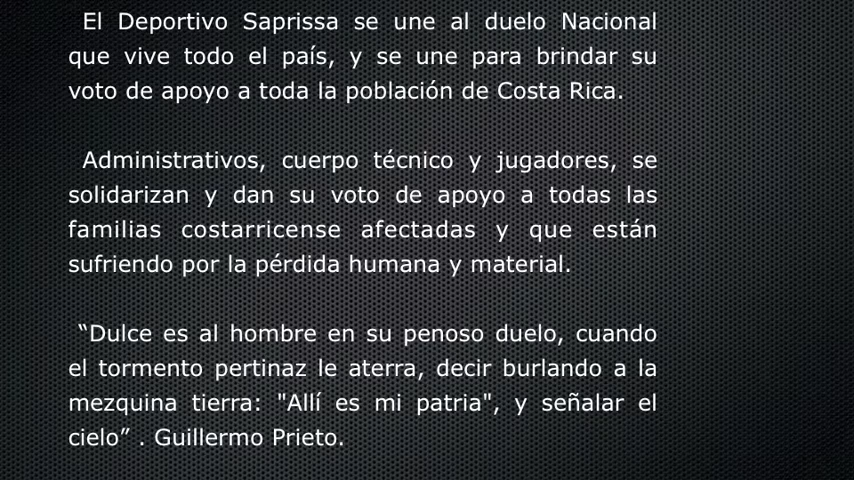 El Deportivo Saprissa se une al duelo Nacional
que vive todo el país, y se une para brindar su
voto de apoyo a toda la población de Costa Rica.
Administrativos, cuerpo técnico y jugadores, se
solidarizan y dan su voto de apoyo a todas las
familias costarricense afectadas y que están
sufriendo por la pérdida humana y material.
“Dulce es al hombre en su penoso duelo, cuando
el tormento pertinaz le aterra, decir burlando a la
mezquina tierra: "Allí es mi patria", y señalar el
cielo” . Guillermo Prieto.